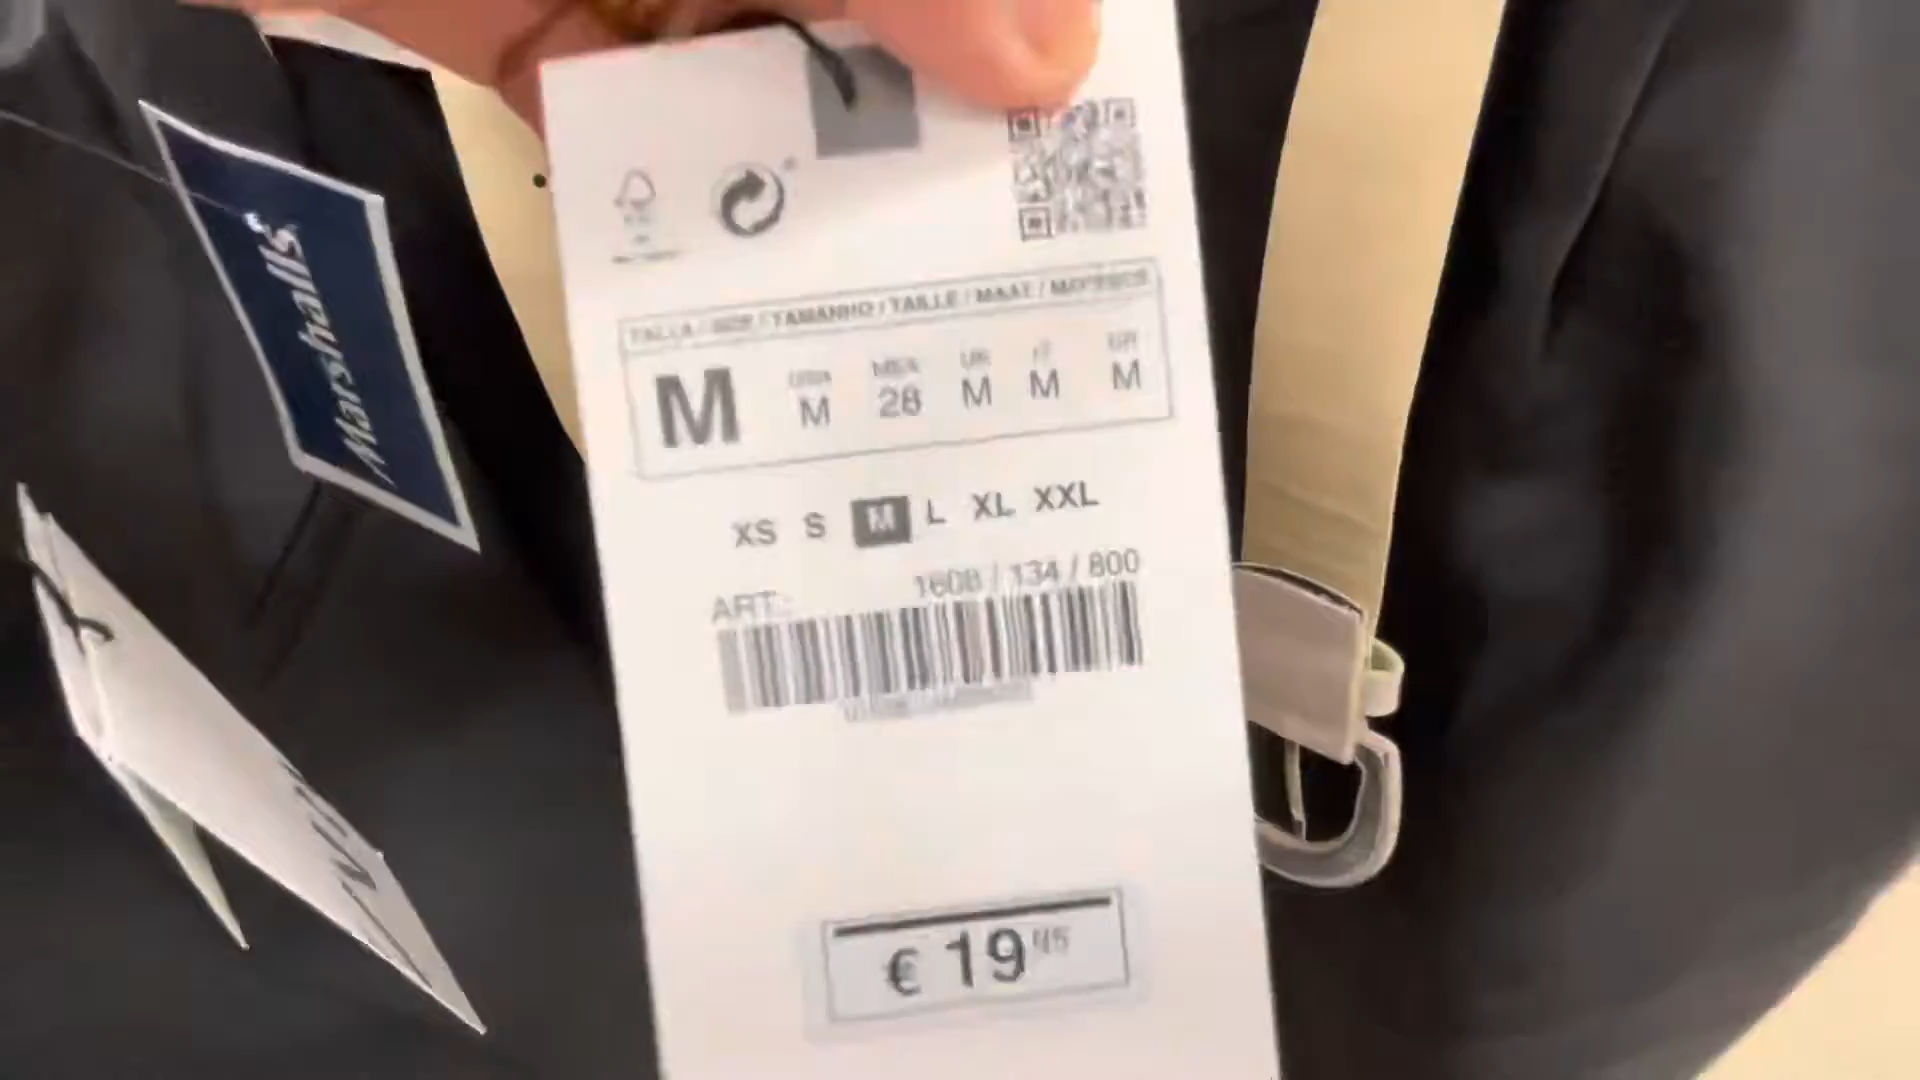 Marshalls
TALLA / SIZE / TAMANHO / TAILLE / MAAT / ΜΕΓΕΘΟΣ
USA MEX UK IT GR
M M 28 M M M
XS S M L XL XXL
ART.: 1608 / 134 / 800
€ 19